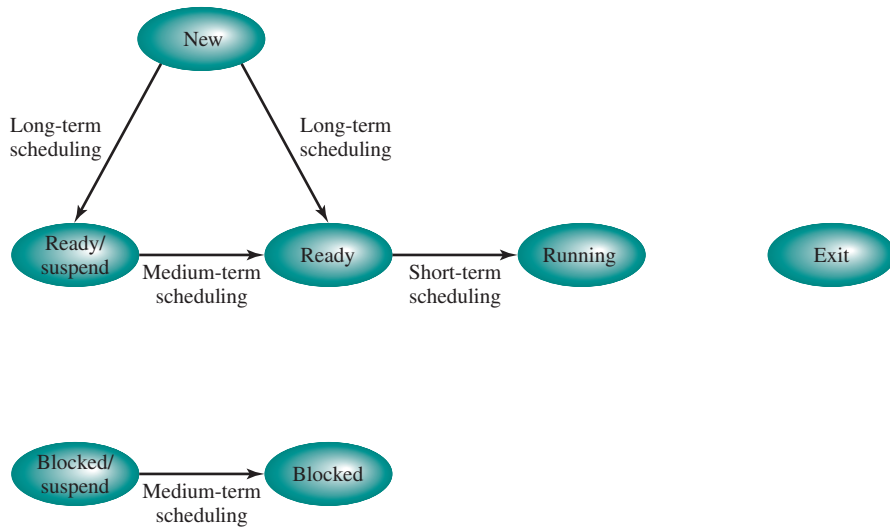 New
Long-term
scheduling
Long-term
scheduling
Ready/
suspend
Medium-term
scheduling
Ready
Short-term
scheduling
Running
Exit
Blocked/
suspend
Medium-term
scheduling
Blocked